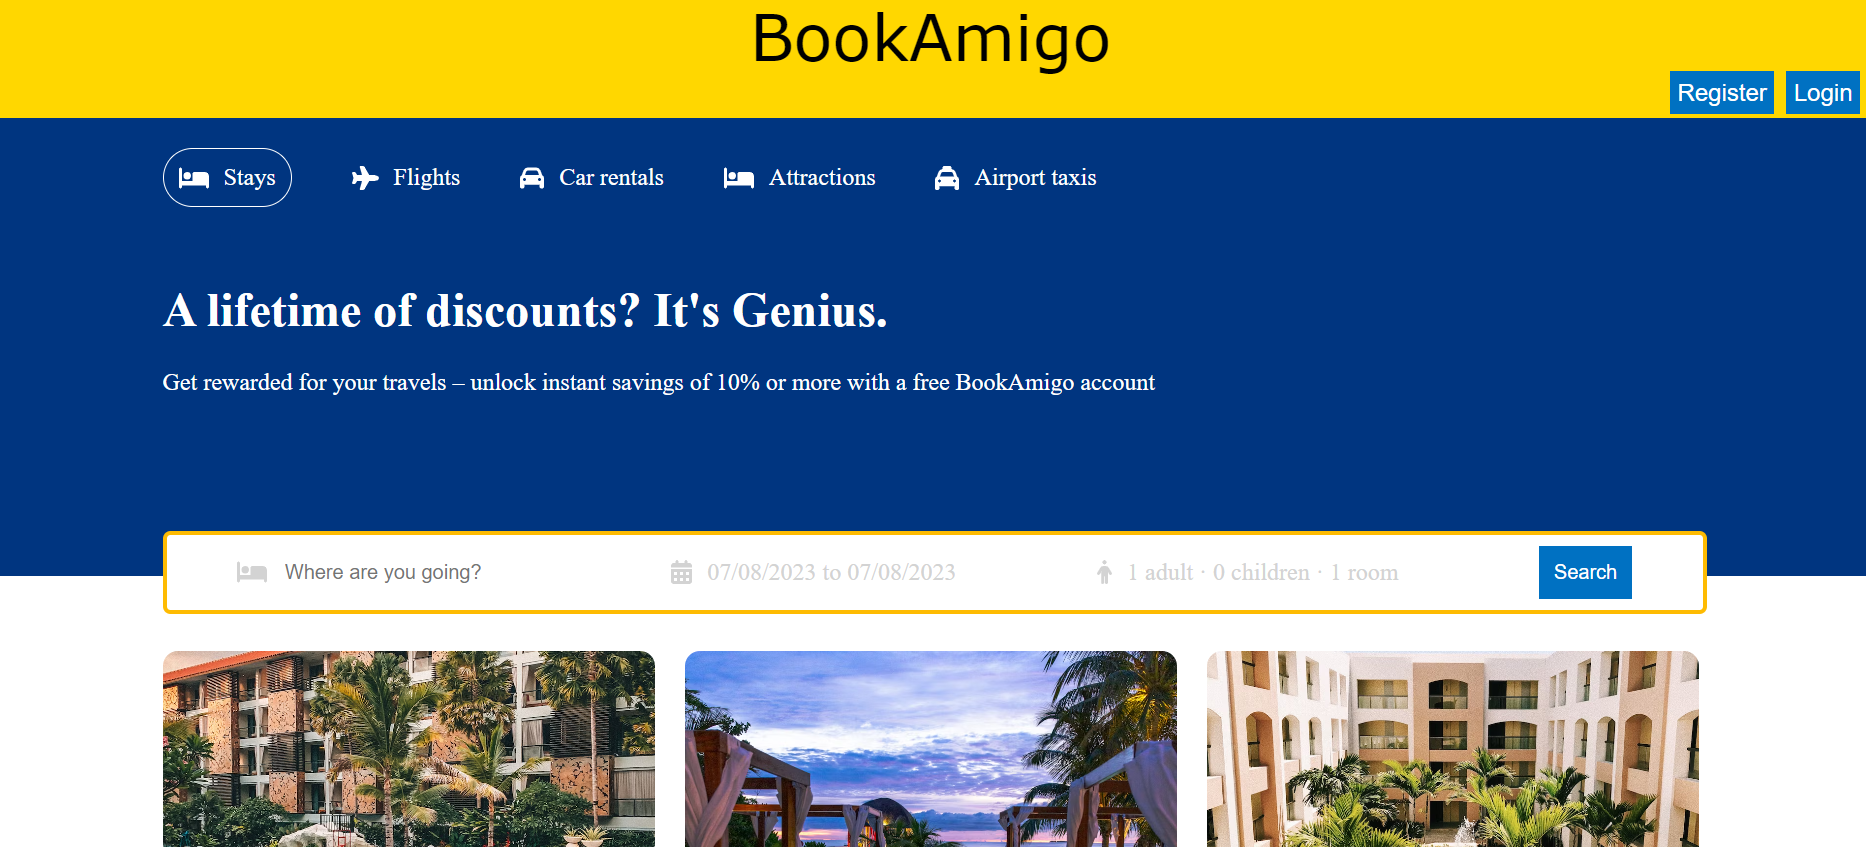 BookAmigo
Register Login
Stays Flights Car rentals Attractions Airport taxis
A lifetime of discounts? It's Genius.
Get rewarded for your travels – unlock instant savings of 10% or more with a free BookAmigo account
Where are you going? 07/08/2023 to 07/08/2023 1 adult · 0 children · 1 room Search